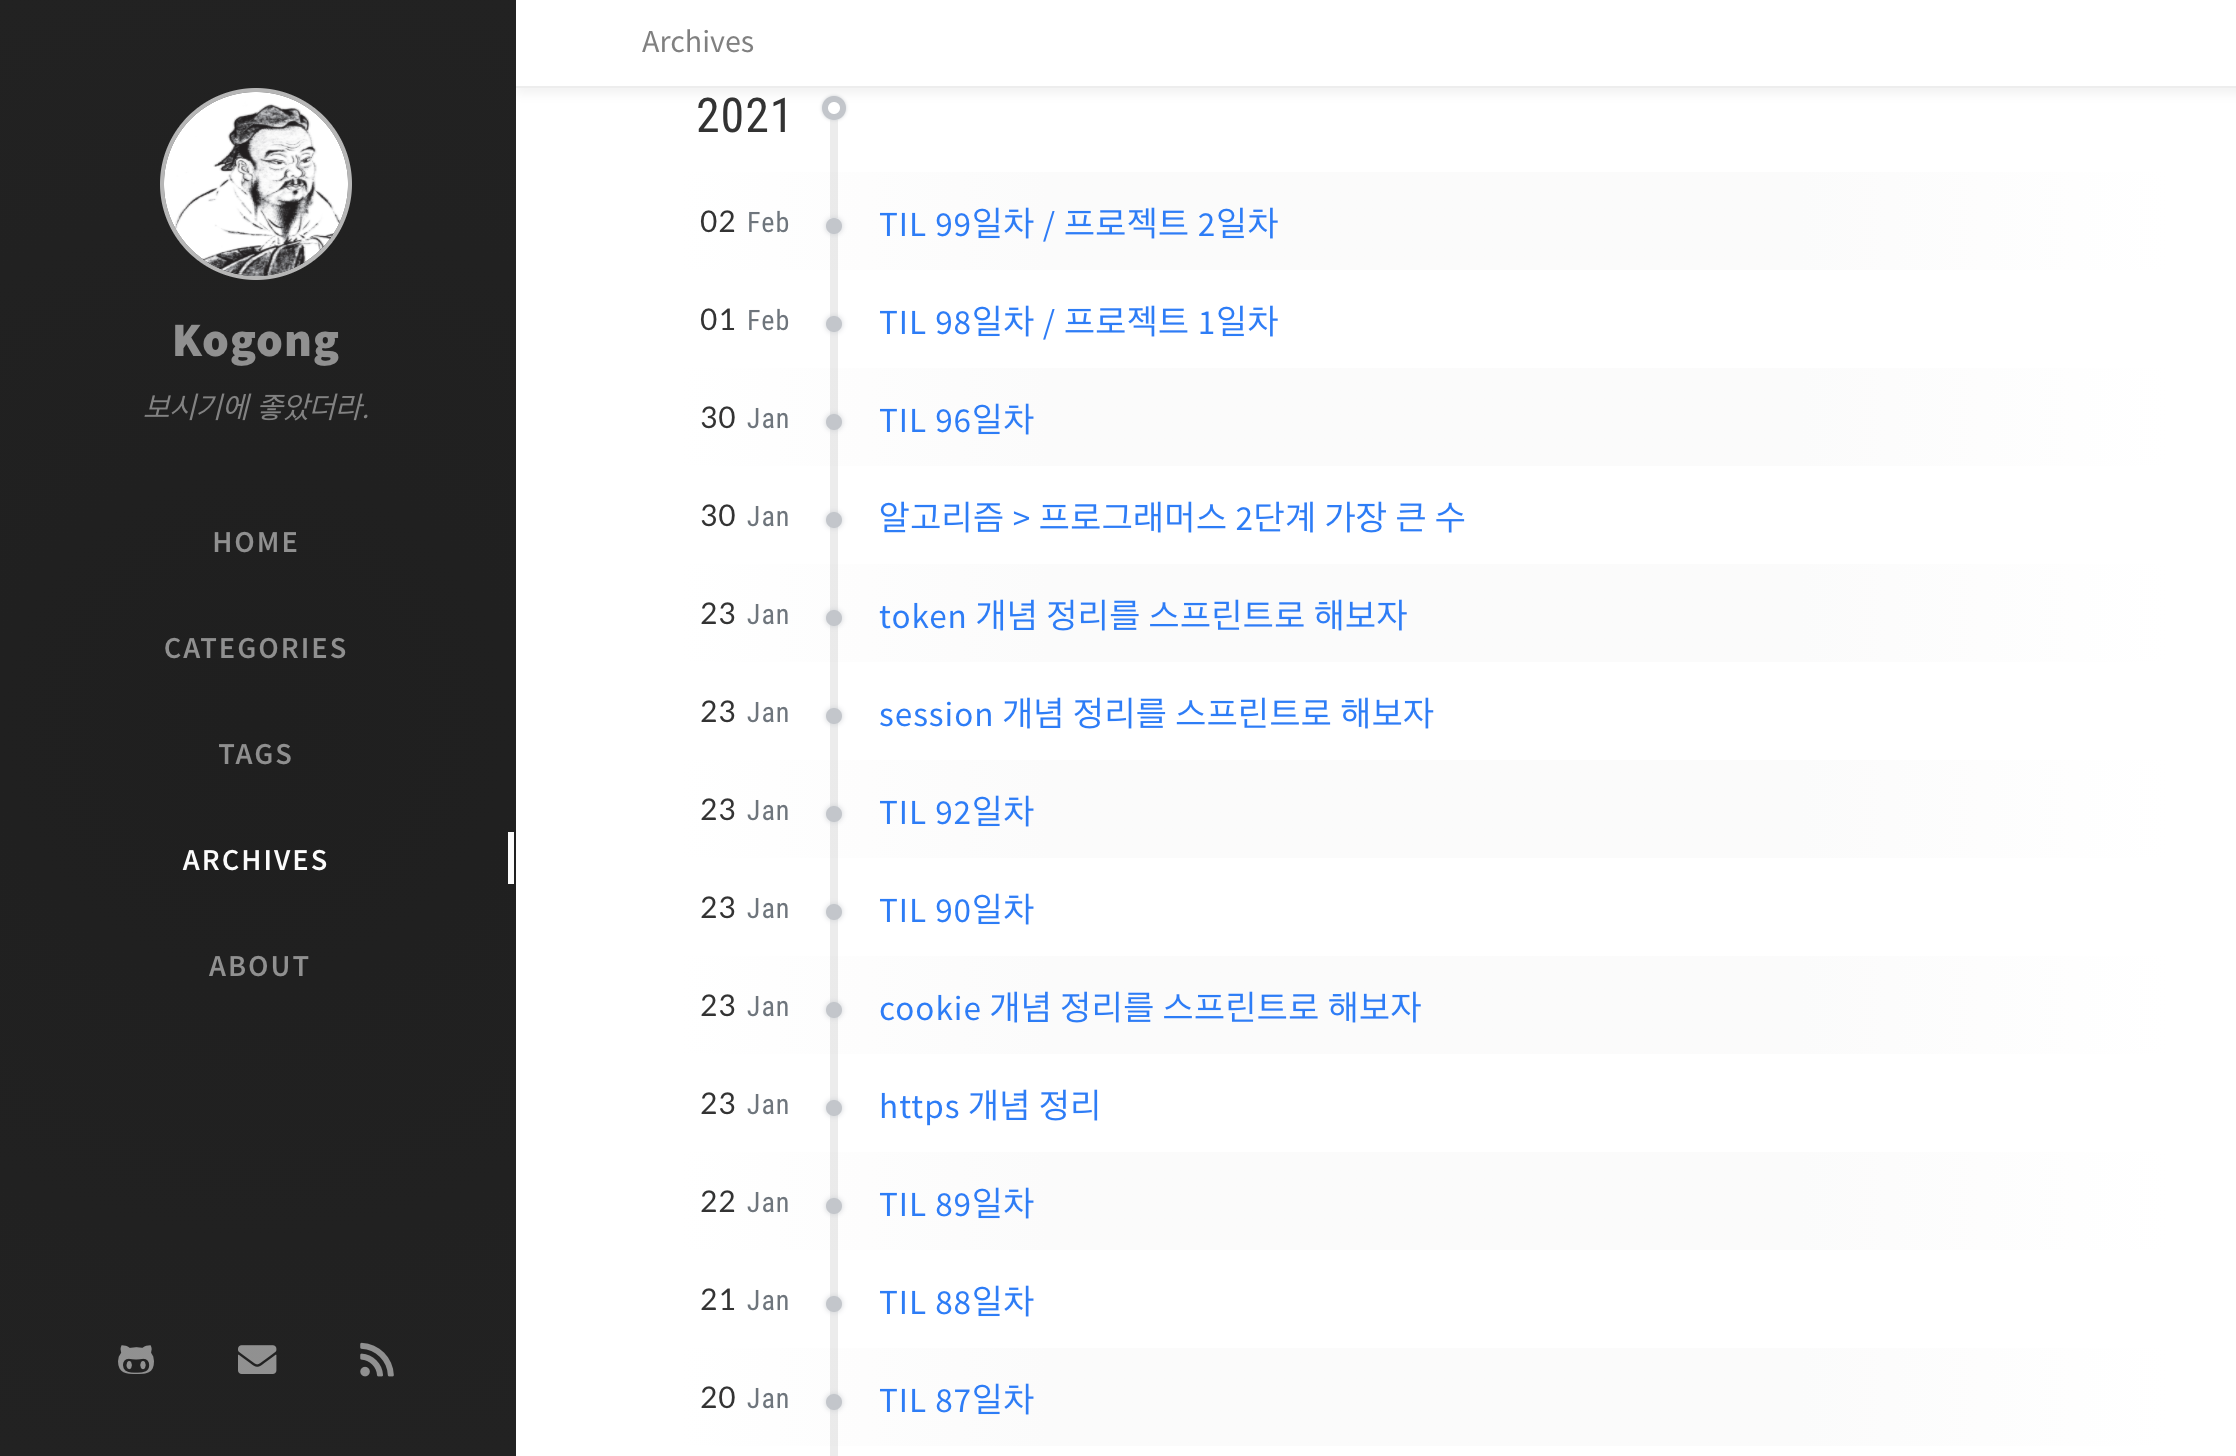 Kogong
보시기에 좋았더라.
HOME
CATEGORIES
TAGS
ARCHIVES
ABOUT
Archives
2021
02 Feb TIL 99일차 / 프로젝트 2일차
01 Feb TIL 98일차 / 프로젝트 1일차
30 Jan TIL 96일차
30 Jan 알고리즘 > 프로그래머스 2단계 가장 큰 수
23 Jan token 개념 정리를 스프린트로 해보자
23 Jan session 개념 정리를 스프린트로 해보자
23 Jan TIL 92일차
23 Jan TIL 90일차
23 Jan cookie 개념 정리를 스프린트로 해보자
23 Jan https 개념 정리
22 Jan TIL 89일차
21 Jan TIL 88일차
20 Jan TIL 87일차